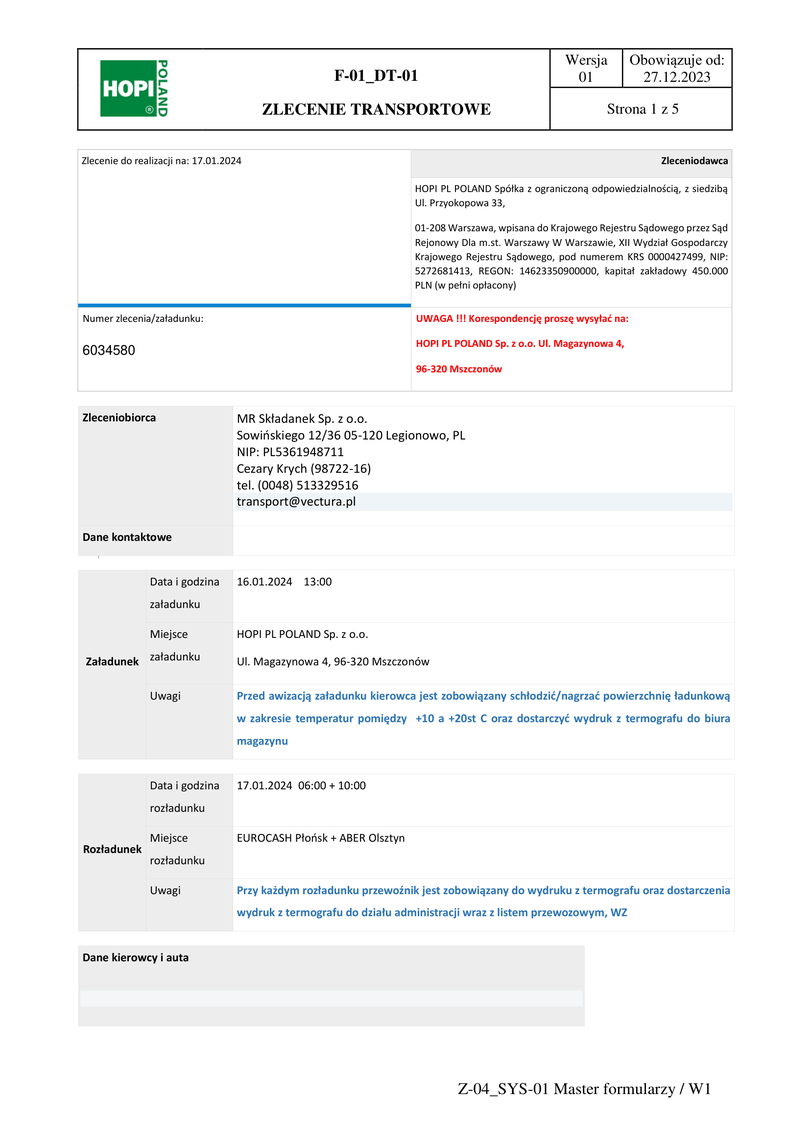 HOPI
POLAND
®
F-01_DT-01
ZLECENIE TRANSPORTOWE
Wersja
01
Obowiązuje od:
27.12.2023
Strona 1 z 5
Zlecenie do realizacji na: 17.01.2024
Zleceniodawca
HOPI PL POLAND Spółka z ograniczoną odpowiedzialnością, z siedzibą
Ul. Przyokopowa 33,
01-208 Warszawa, wpisana do Krajowego Rejestru Sądowego przez Sąd
Rejonowy Dla m.st. Warszawy W Warszawie, XII Wydział Gospodarczy
Krajowego Rejestru Sądowego, pod numerem KRS 0000427499, NIP:
5272681413, REGON: 14623350900000, kapitał zakładowy 450.000
PLN (w pełni opłacony)
Numer zlecenia/załadunku:
6034580
UWAGA !!! Korespondencję proszę wysyłać na:
HOPI PL POLAND Sp. z o.o. Ul. Magazynowa 4,
96-320 Mszczonów
Zleceniobiorca
MR Składanek Sp. z o.o.
Sowińskiego 12/36 05-120 Legionowo, PL
NIP: PL5361948711
Cezary Krych (98722-16)
tel. (0048) 513329516
transport@vectura.pl
Dane kontaktowe
Załadunek
Data i godzina
załadunku
16.01.2024 13:00
Miejsce
załadunku
HOPI PL POLAND Sp. z o.o.
Ul. Magazynowa 4, 96-320 Mszczonów
Uwagi
Przed awizacją załadunku kierowca jest zobowiązany schłodzić/nagrzać powierzchnię ładunkową
w zakresie temperatur pomiędzy +10 a +20st C oraz dostarczyć wydruk z termografu do biura
magazynu
Rozładunek
Data i godzina
rozładunku
17.01.2024 06:00 + 10:00
Miejsce
rozładunku
EUROCASH Płońsk + ABER Olsztyn
Uwagi
Przy każdym rozładunku przewoźnik jest zobowiązany do wydruku z termografu oraz dostarczenia
wydruk z termografu do działu administracji wraz z listem przewozowym, WZ
Dane kierowcy i auta
Z-04_SYS-01 Master formularzy / W1